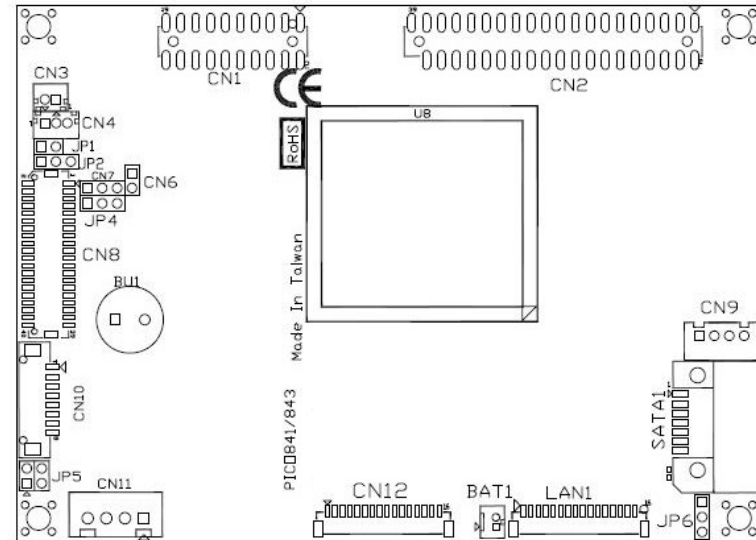 CN1
CN2
CN3
CE
U8
CN4
RoHS
JP1
JP2
CN7
CN6
JP4
CN8
BU1
Made In Taiwan
CN9
CN10
SATA1
PICO841/843
JP5
CN11
CN12
BAT1
LAN1
JP6